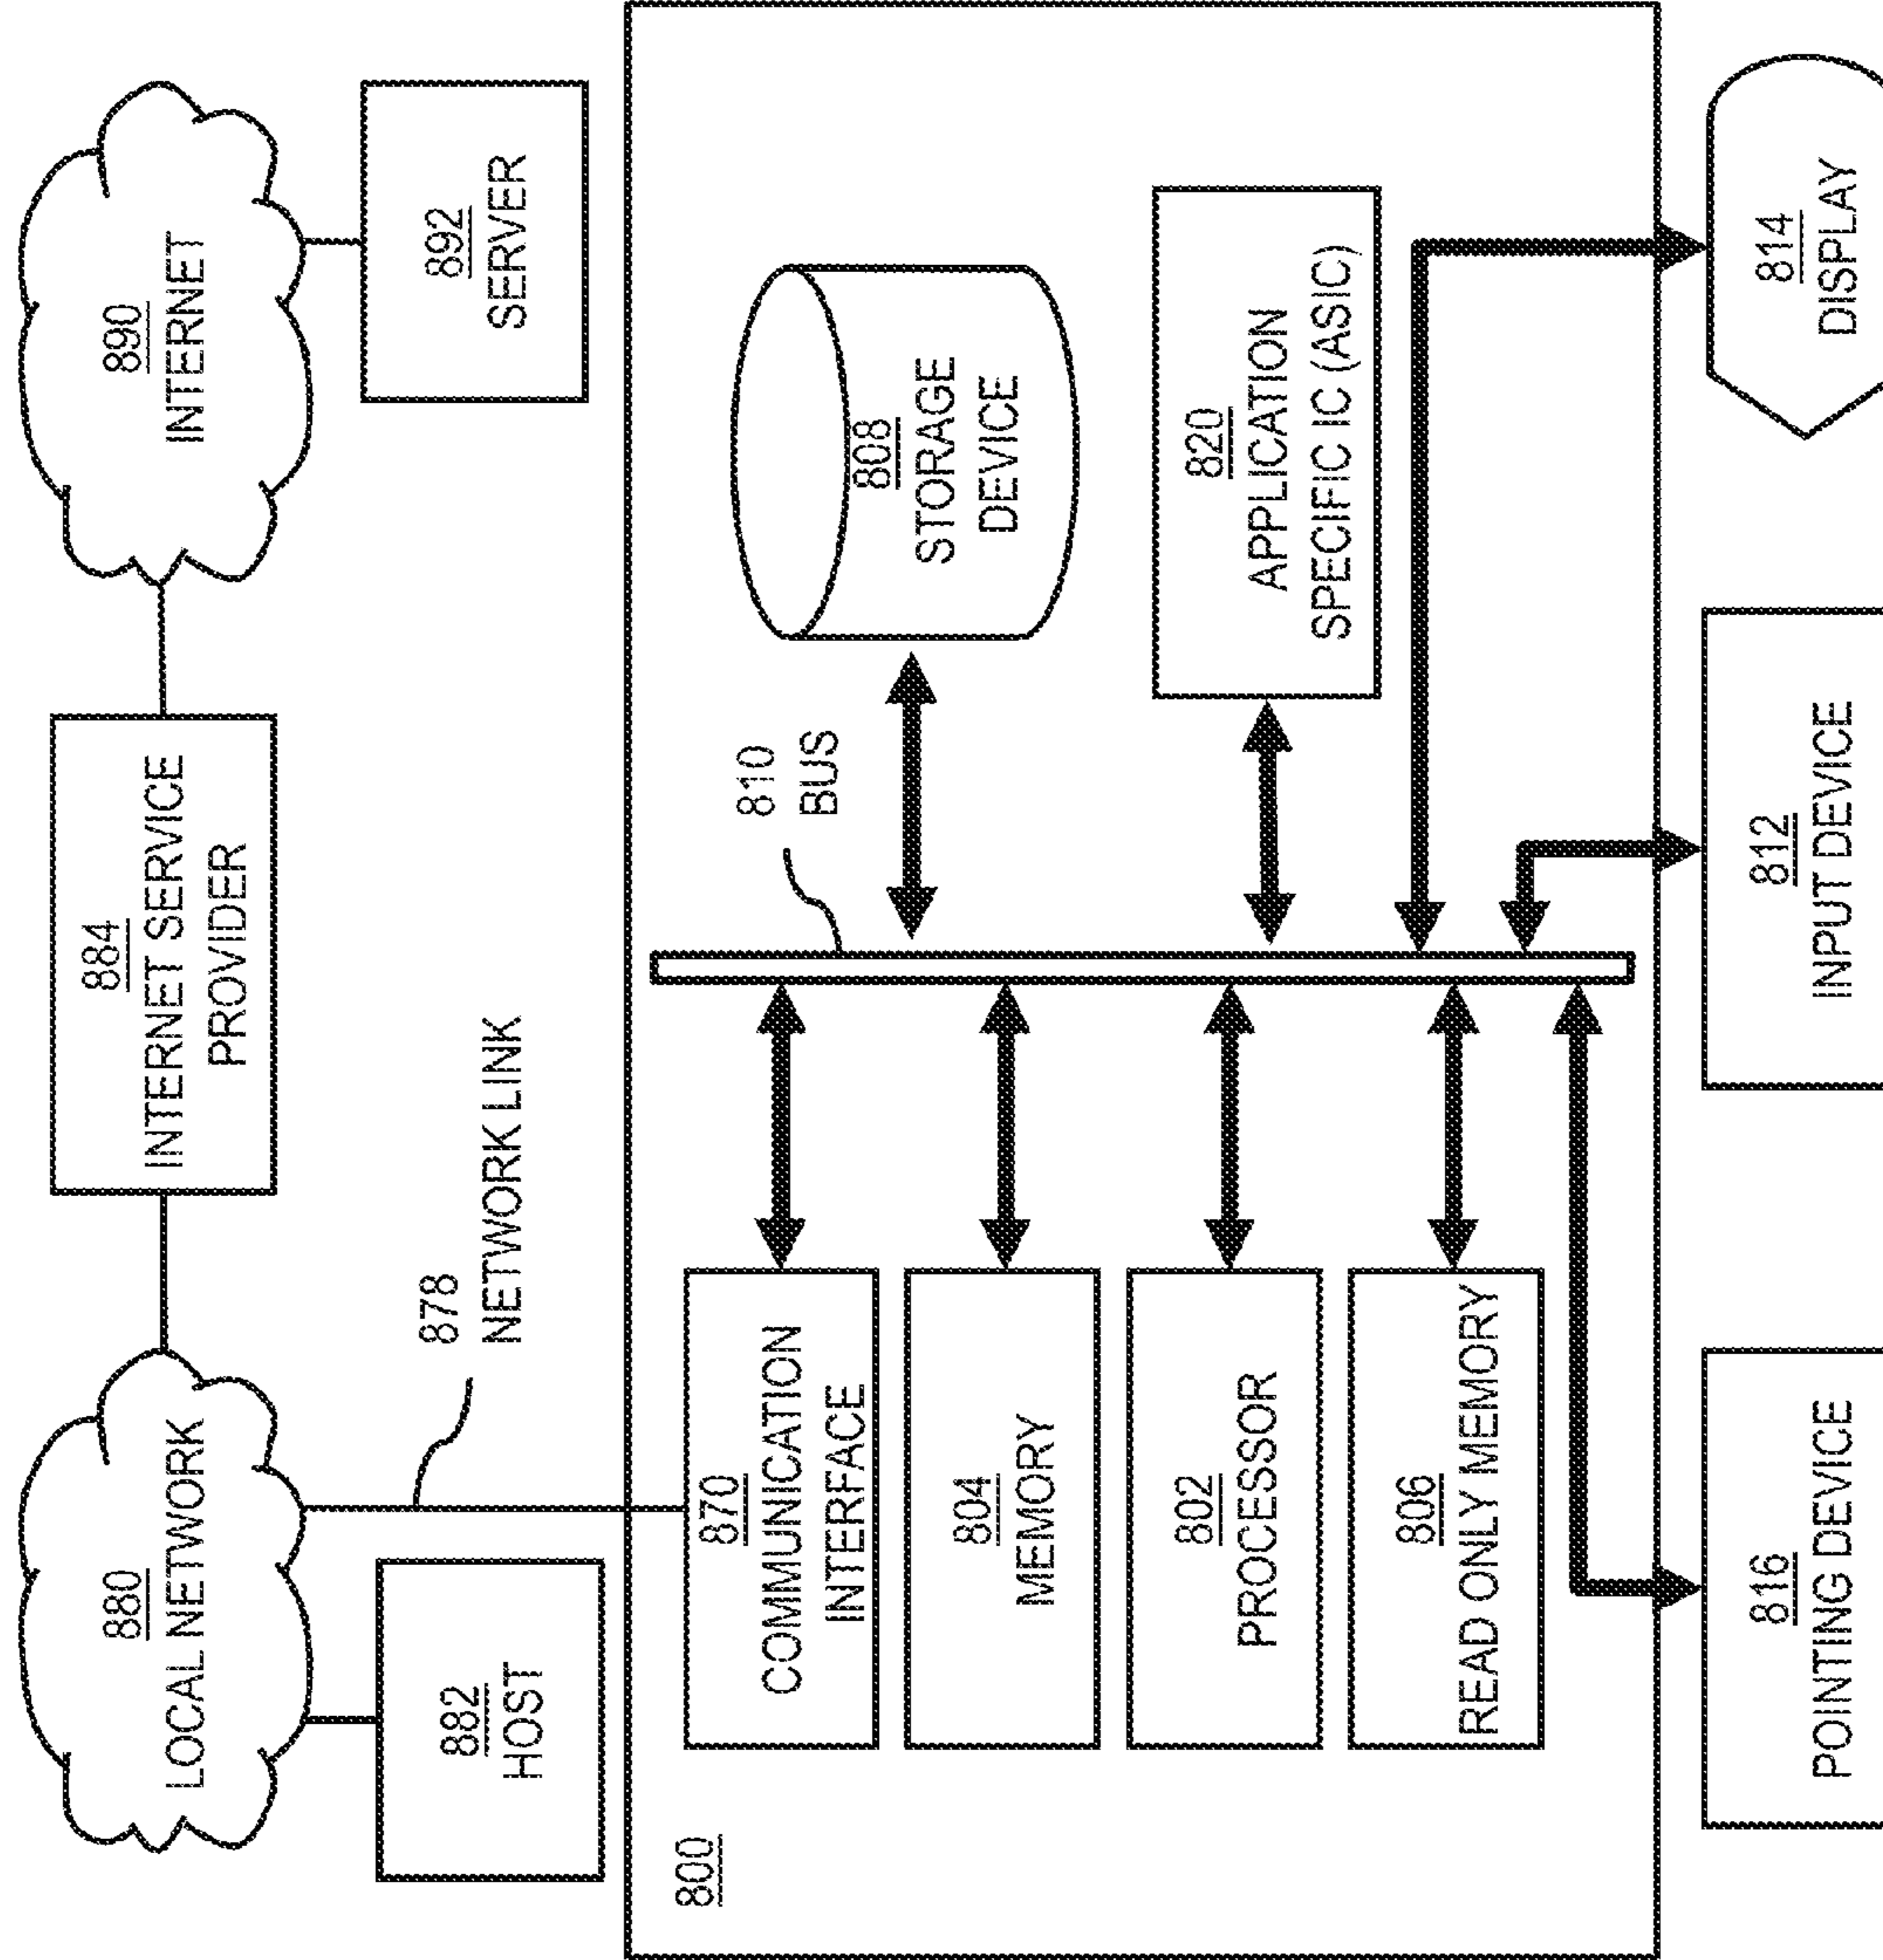 880
LOCAL NETWORK
884
INTERNET SERVICE
PROVIDER
890
INTERNET
882
HOST
878
NETWORK LINK
892
SERVER
800
870
COMMUNICATION
INTERFACE
810
BUS
808
STORAGE
DEVICE
804
MEMORY
802
PROCESSOR
820
APPLICATION
SPECIFIC IC (ASIC)
806
READ ONLY MEMORY
816
POINTING DEVICE
812
INPUT DEVICE
814
DISPLAY